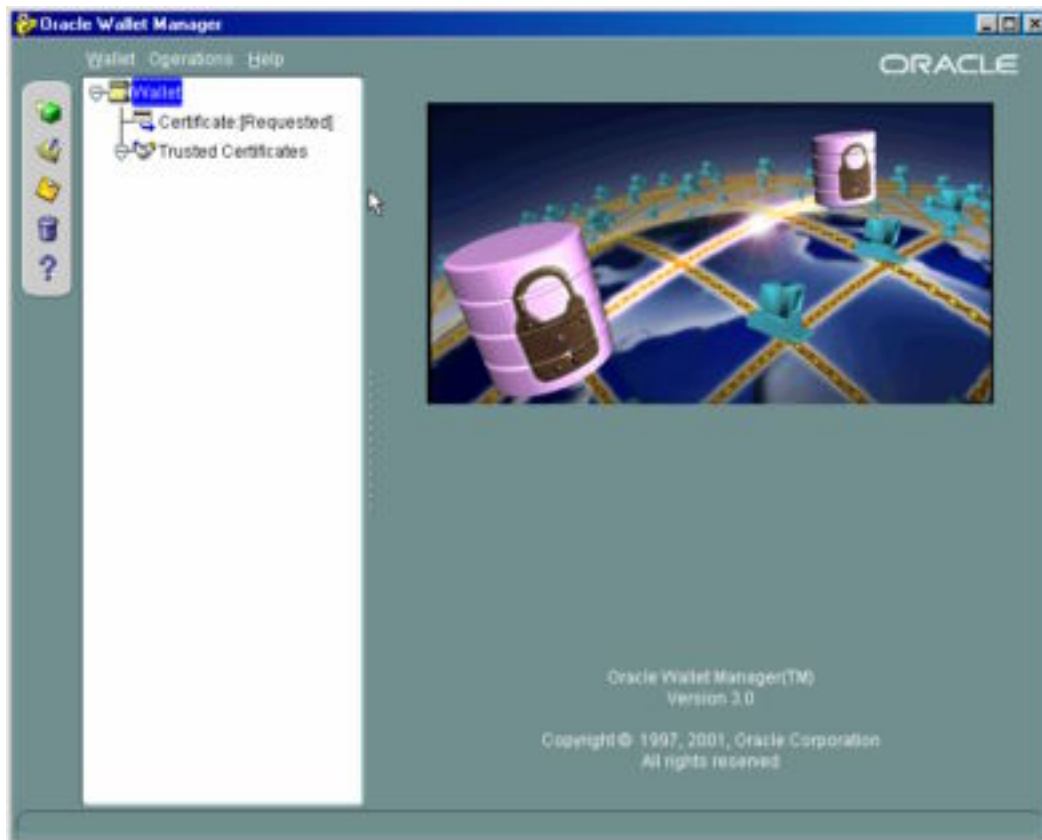 Oracle Wallet Manager
Wallet Operations Help
ORACLE
Wallet
Certificate:[Requested]
Trusted Certificates
?
Oracle Wallet Manager(TM)
Version 3.0
Copyright© 1997, 2001, Oracle Corporation
All rights reserved